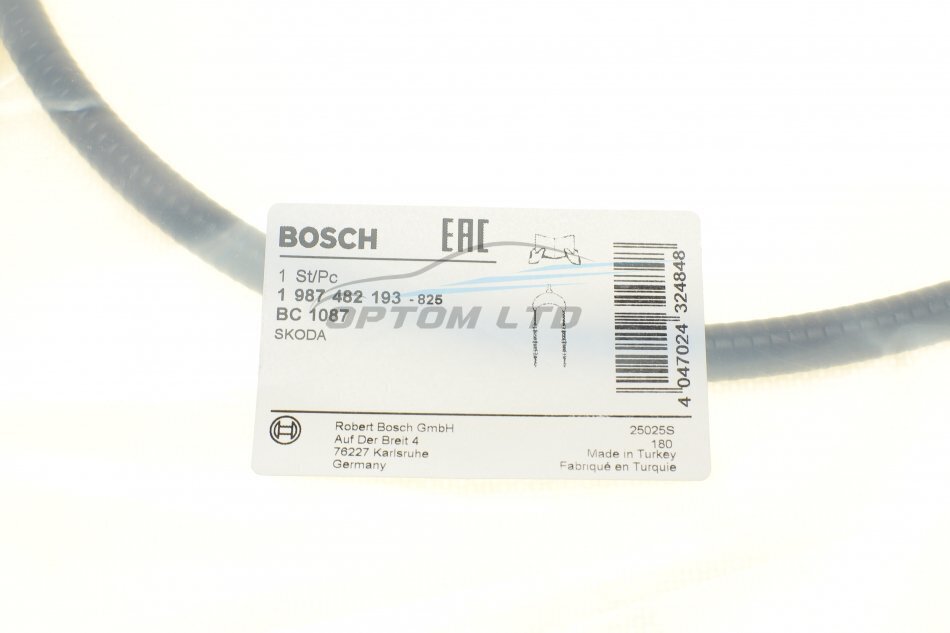 BOSCH
EAC
1 St/Pc
1 987 482 193 - 825
BC 1087
SKODA
OPTOM LTD
4 047024 324848
Robert Bosch GmbH
Auf Der Breit 4
76227 Karlsruhe
Germany
25025S
180
Made in Turkey
Fabriqué en Turquie